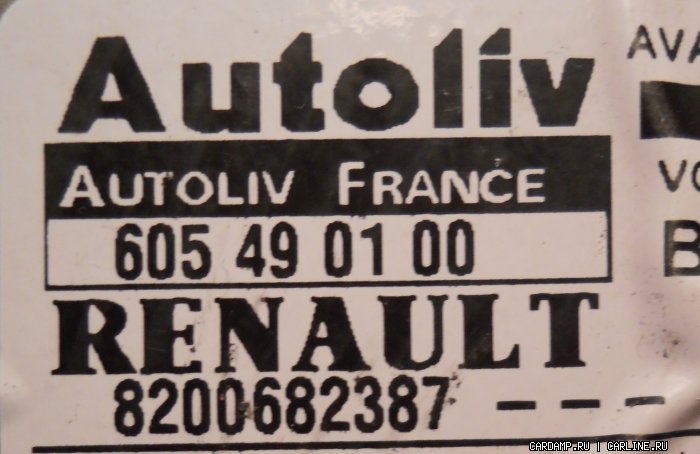 Autoliv
AUTOLIV FRANCE
605 49 01 00
RENAULT
8200682387 ----
CARDAMP.RU | CARLINE.RU